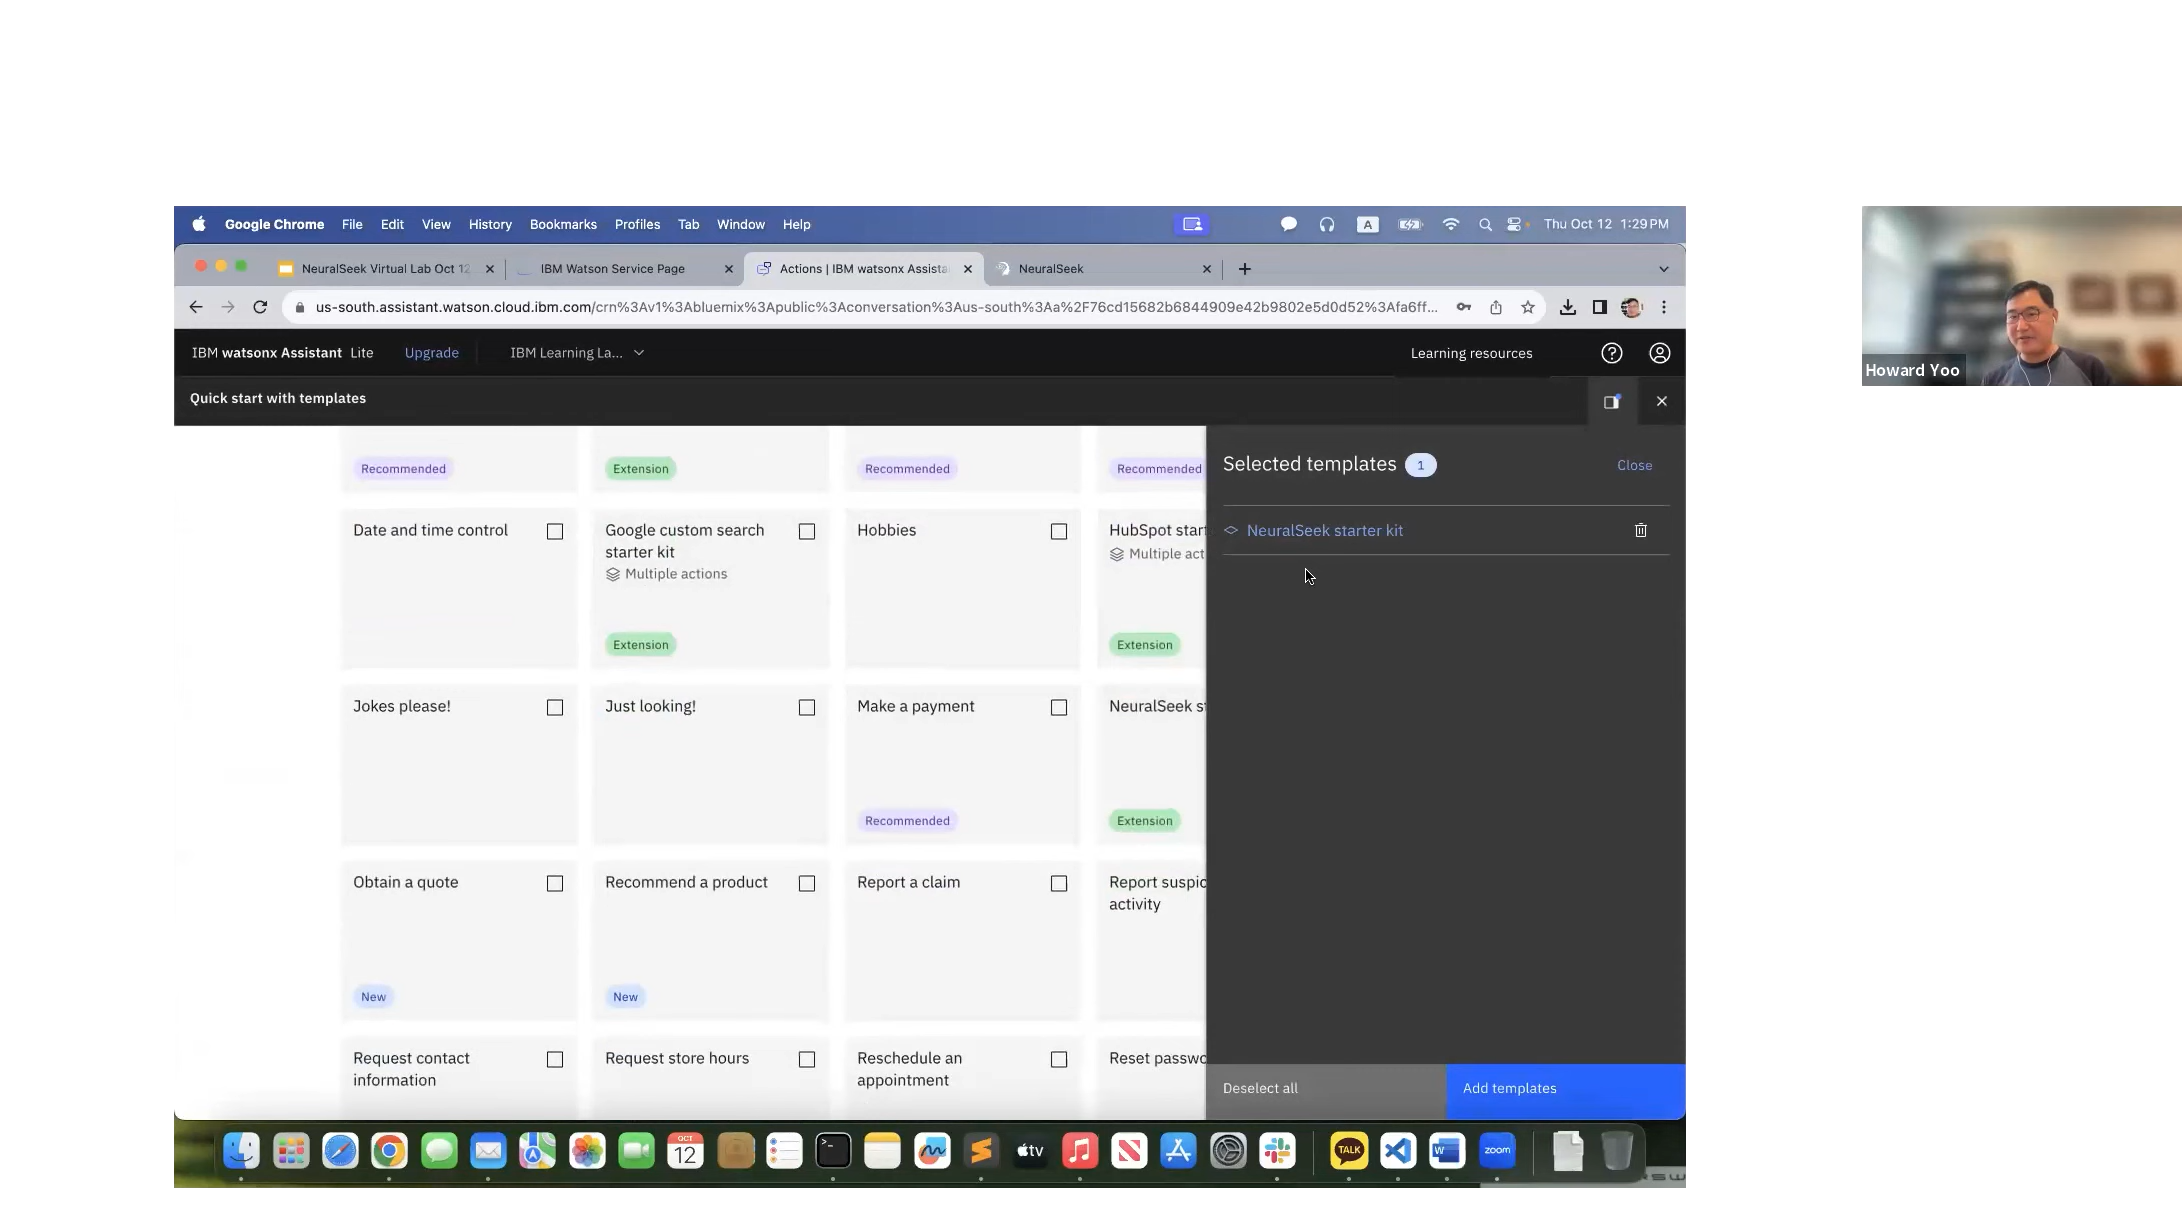 Google Chrome File Edit View History Bookmarks Profiles Tab Window Help A Thu Oct 12 1:29 PM
NeuralSeek Virtual Lab Oct 12 IBM Watson Service Page Actions | IBM watsonx Assista NeuralSeek
us-south.assistant.watson.cloud.ibm.com/crn%3Av1%3Abluemix%3Apublic%3Aconversation%3Aus-south%3Aa%2F76cd15682b6844909e42b9802e5d0d52%3Afa6ff...
IBM watsonx Assistant Lite Upgrade IBM Learning La... Learning resources
Quick start with templates
Howard Yoo
Recommended Extension Recommended Recommended
Selected templates 1 Close
NeuralSeek starter kit
Date and time control
Google custom search
starter kit
Multiple actions
Extension
Hobbies
HubSpot start
Multiple act
Extension
Jokes please!
Just looking!
Make a payment
Recommended
NeuralSeek st
Extension
Obtain a quote
New
Recommend a product
New
Report a claim
Report suspic
activity
Request contact
information
Request store hours
Reschedule an
appointment
Reset passwo
Deselect all Add templates
OCT
12
tv
TALK
W
zoom